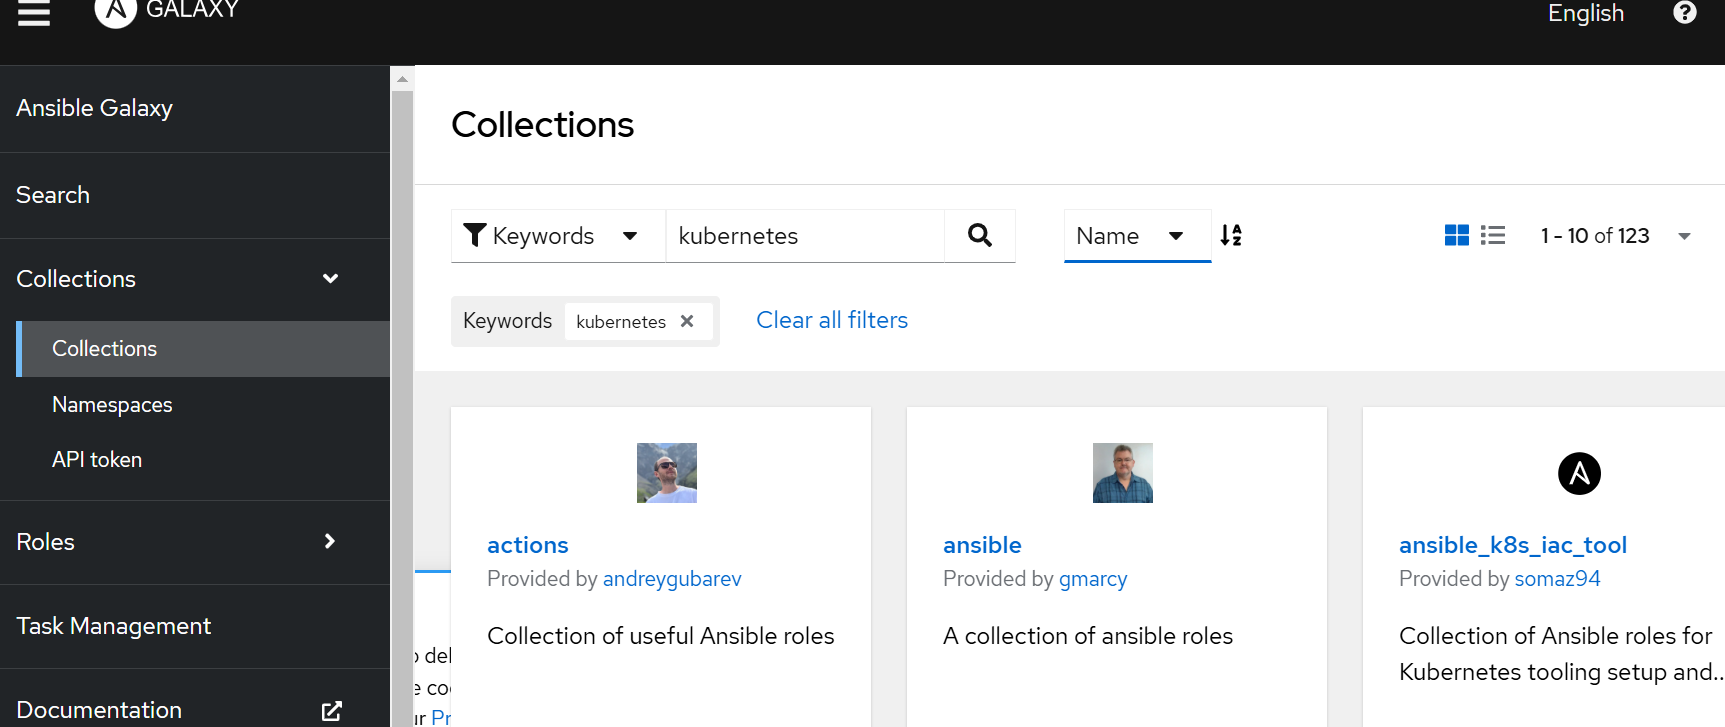 GALAXY
English
Ansible Galaxy
Search
Collections
Collections
Namespaces
API token
Roles
Task Management
Documentation
Collections
Keywords
kubernetes
Name
1 - 10 of 123
Keywords kubernetes
Clear all filters
actions
Provided by andreygubarev
Collection of useful Ansible roles
ansible
Provided by gmarcy
A collection of ansible roles
ansible_k8s_iac_tool
Provided by somaz94
Collection of Ansible roles for
Kubernetes tooling setup and...